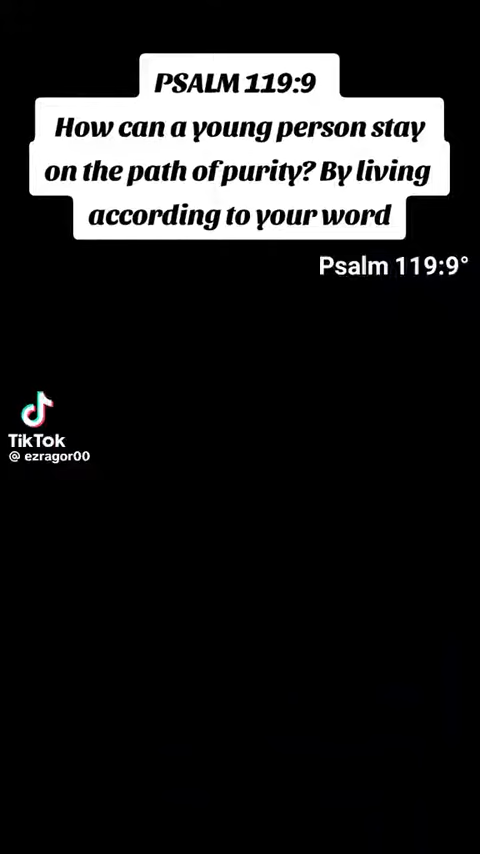 PSALM 119:9
How can a young person stay
on the path of purity? By living
according to your word
Psalm 119:9°
TikTok
@ ezragor00